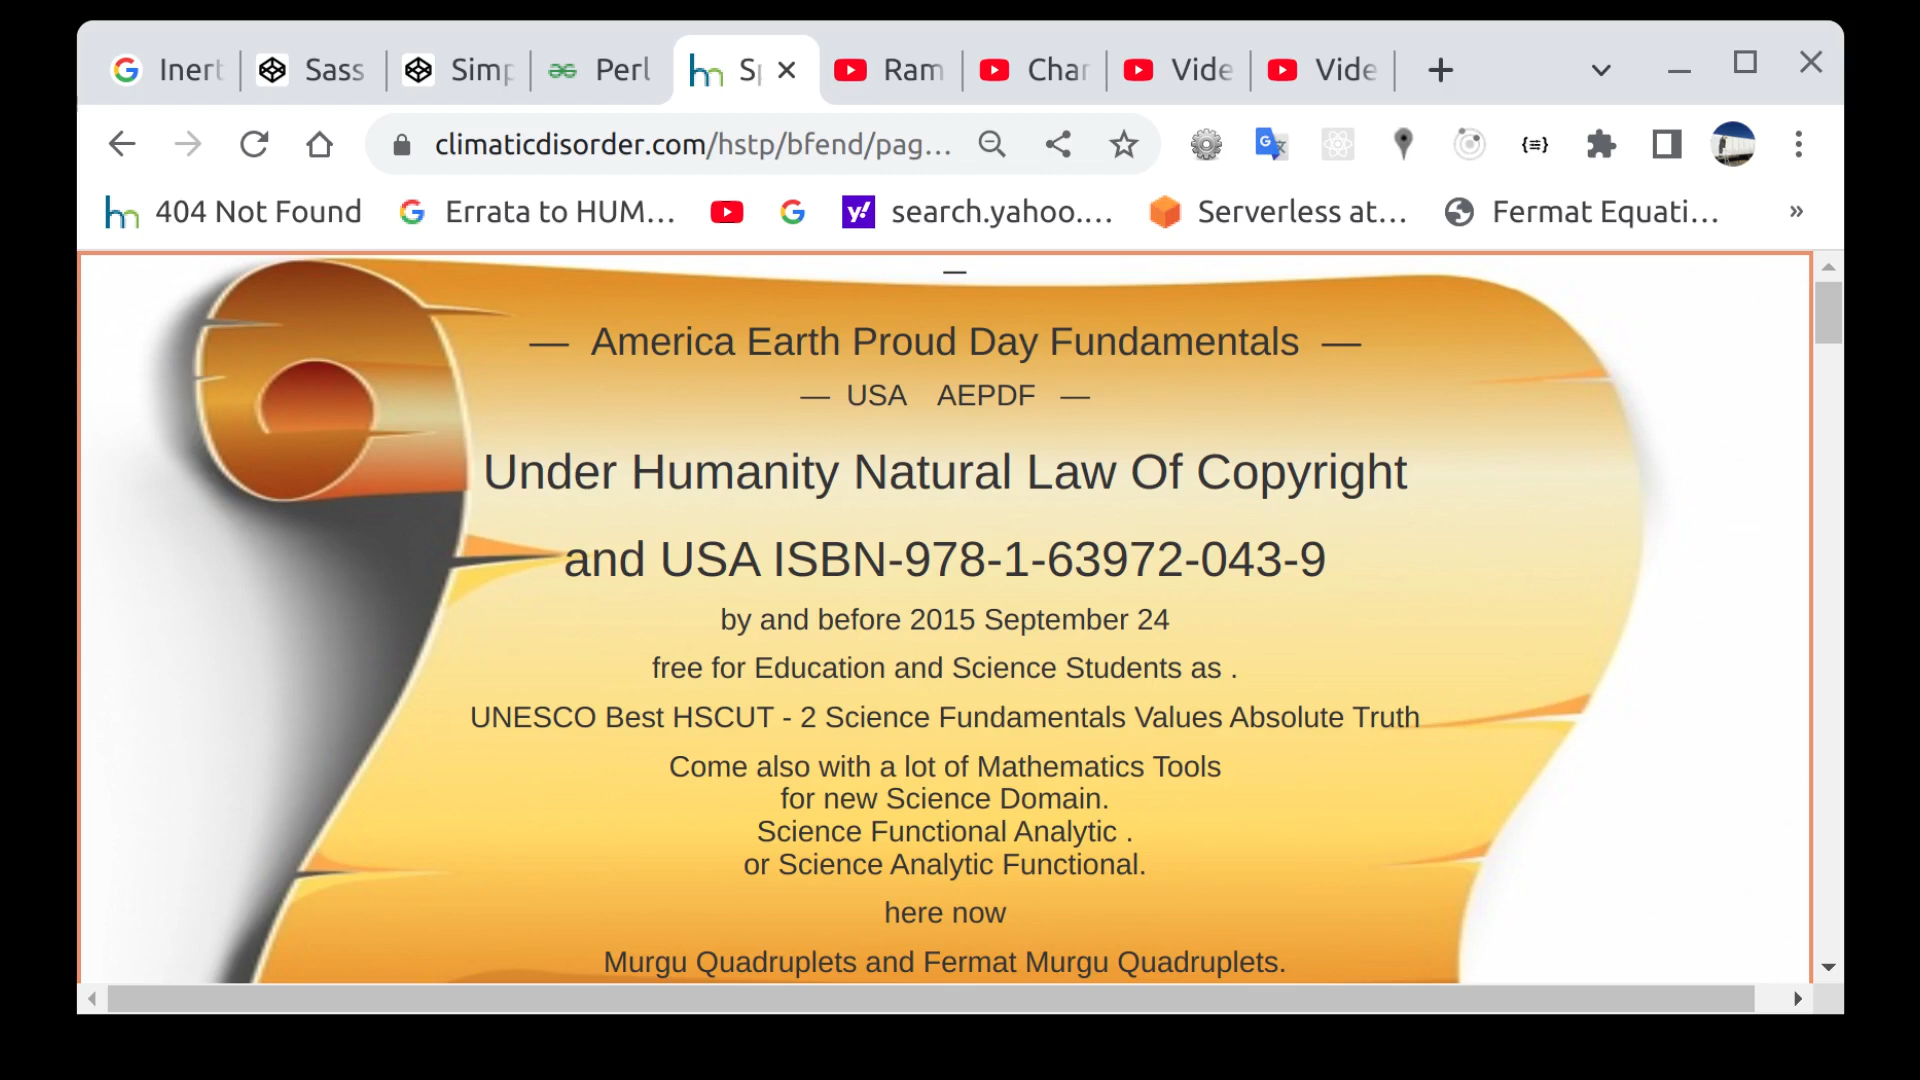 Inert Sass Simp Perl Sp Ram Char Vide Vide
climaticdisorder.com/hstp/bfend/pag...
404 Not Found Errata to HUM... search.yahoo.... Serverless at... Fermat Equati... »
—
— America Earth Proud Day Fundamentals —
— USA AEPDF —
Under Humanity Natural Law Of Copyright
and USA ISBN-978-1-63972-043-9
by and before 2015 September 24
free for Education and Science Students as .
UNESCO Best HSCUT - 2 Science Fundamentals Values Absolute Truth
Come also with a lot of Mathematics Tools
for new Science Domain.
Science Functional Analytic .
or Science Analytic Functional.
here now
Murgu Quadruplets and Fermat Murgu Quadruplets.